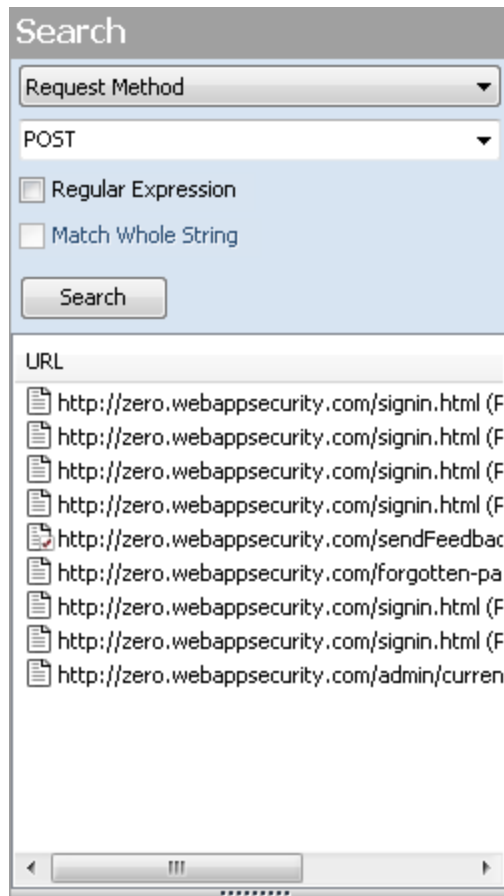 Search
Request Method
POST
Regular Expression
Match Whole String
Search
URL
http://zero.webappsecurity.com/signin.html (F
http://zero.webappsecurity.com/signin.html (F
http://zero.webappsecurity.com/signin.html (F
http://zero.webappsecurity.com/signin.html (F
http://zero.webappsecurity.com/sendFeedbac
http://zero.webappsecurity.com/forgotten-pa
http://zero.webappsecurity.com/signin.html (F
http://zero.webappsecurity.com/signin.html (F
http://zero.webappsecurity.com/admin/curren